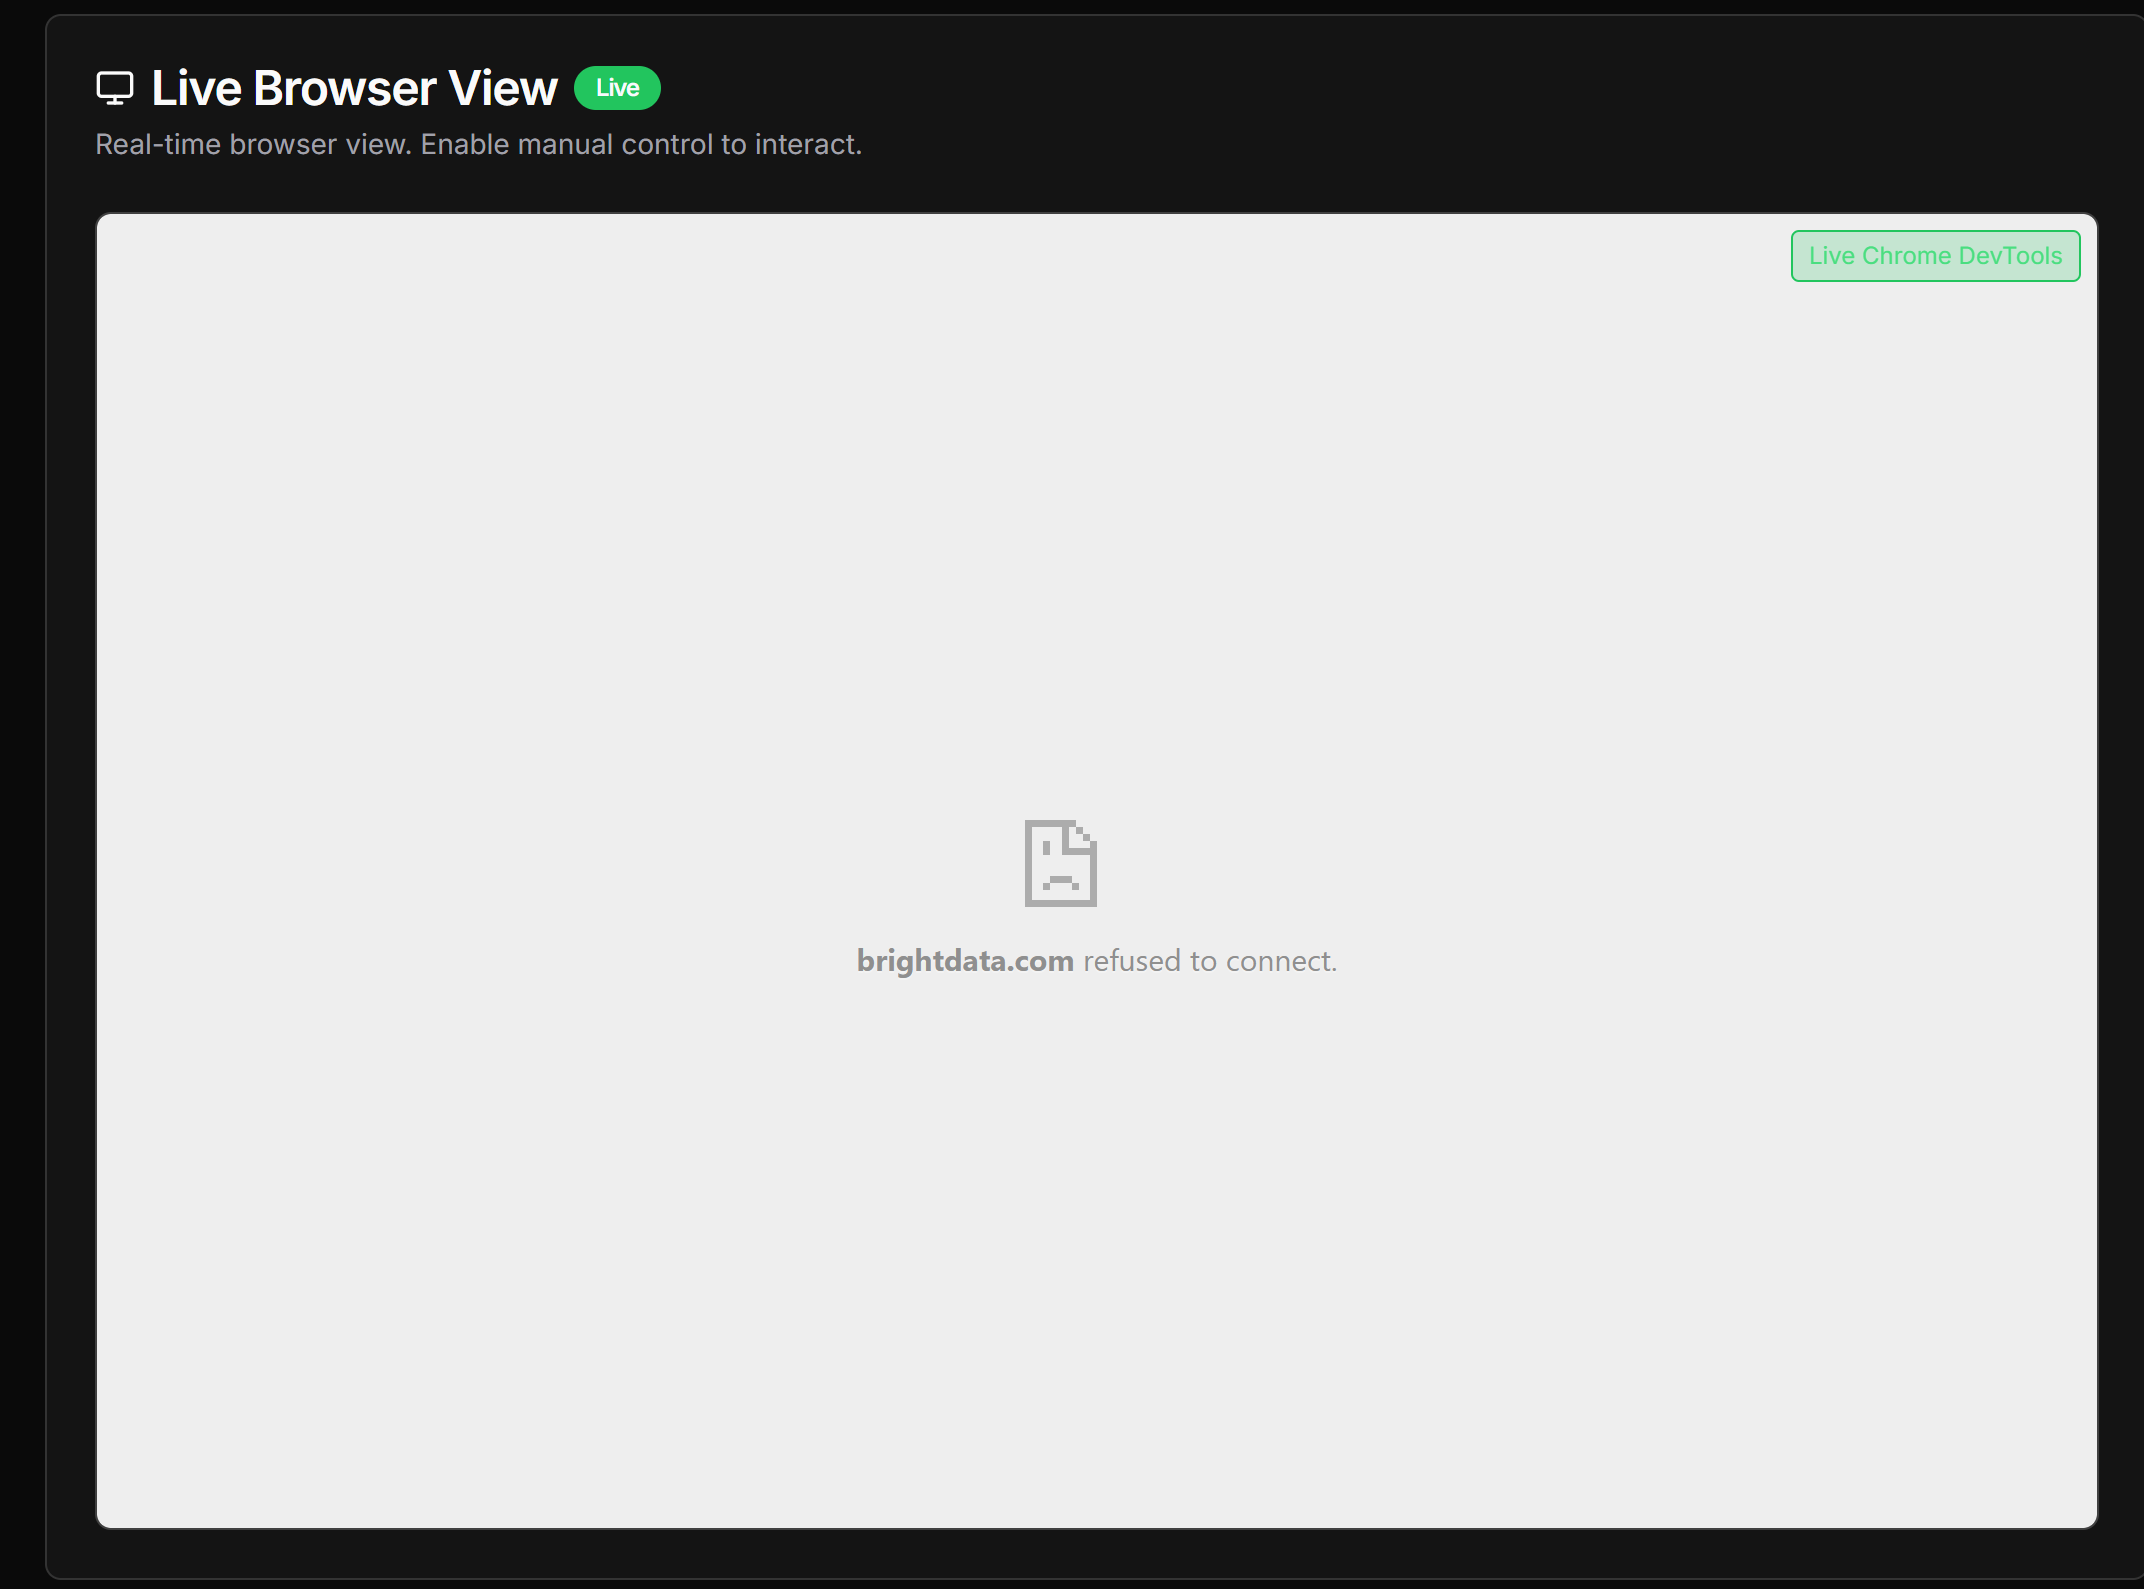 Live Browser View Live
Real-time browser view. Enable manual control to interact.
Live Chrome DevTools
brightdata.com refused to connect.